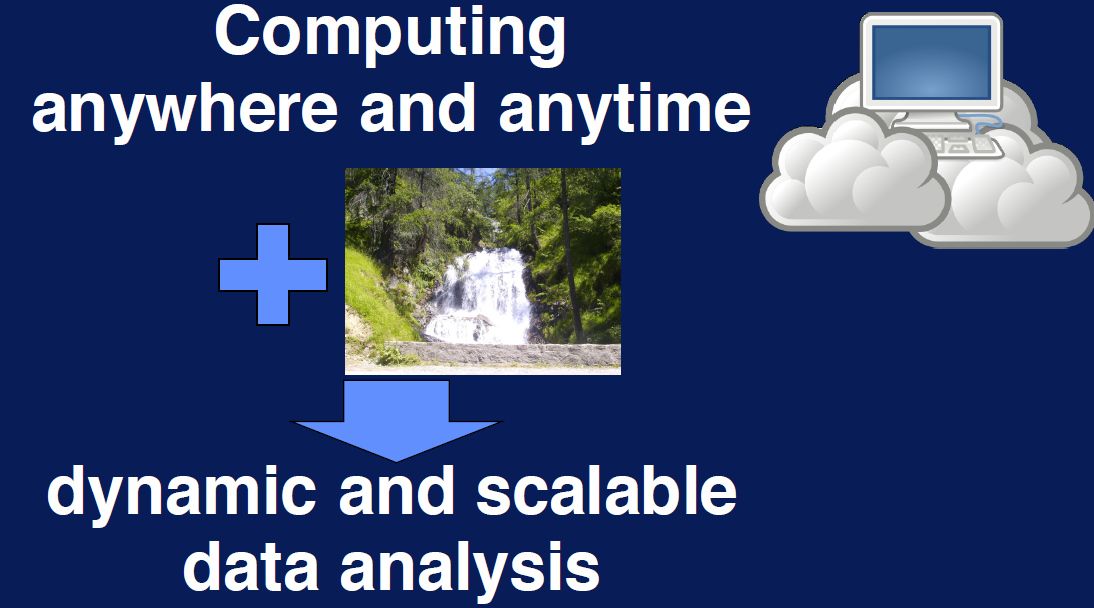 Computing
anywhere and anytime
dynamic and scalable
data analysis